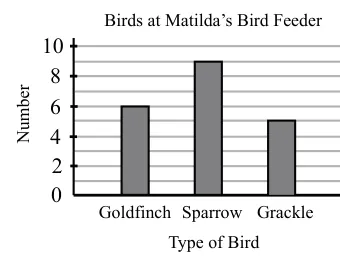 Birds at Matilda's Bird Feeder
Number
10
8
6
4
2
0
Goldfinch Sparrow Grackle
Type of Bird